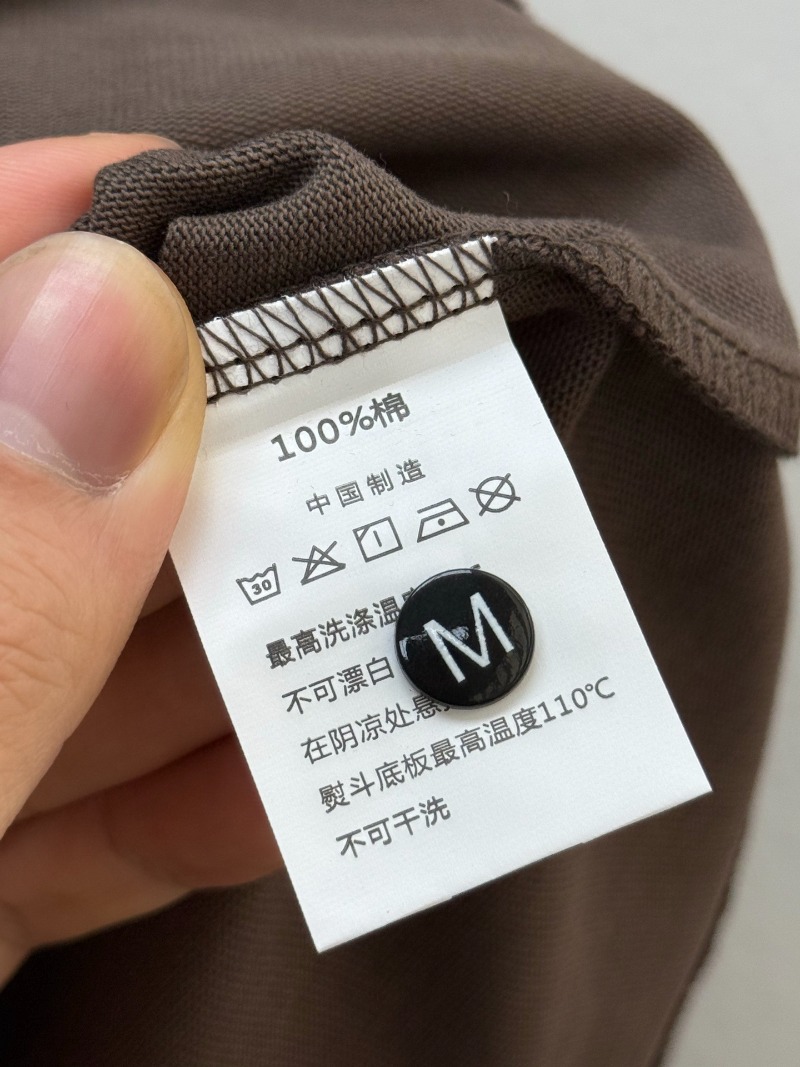 100%棉
中国制造
30
最高洗涤温
M
不可漂白
在阴凉处悬
熨斗底板最高温度110℃
不可干洗